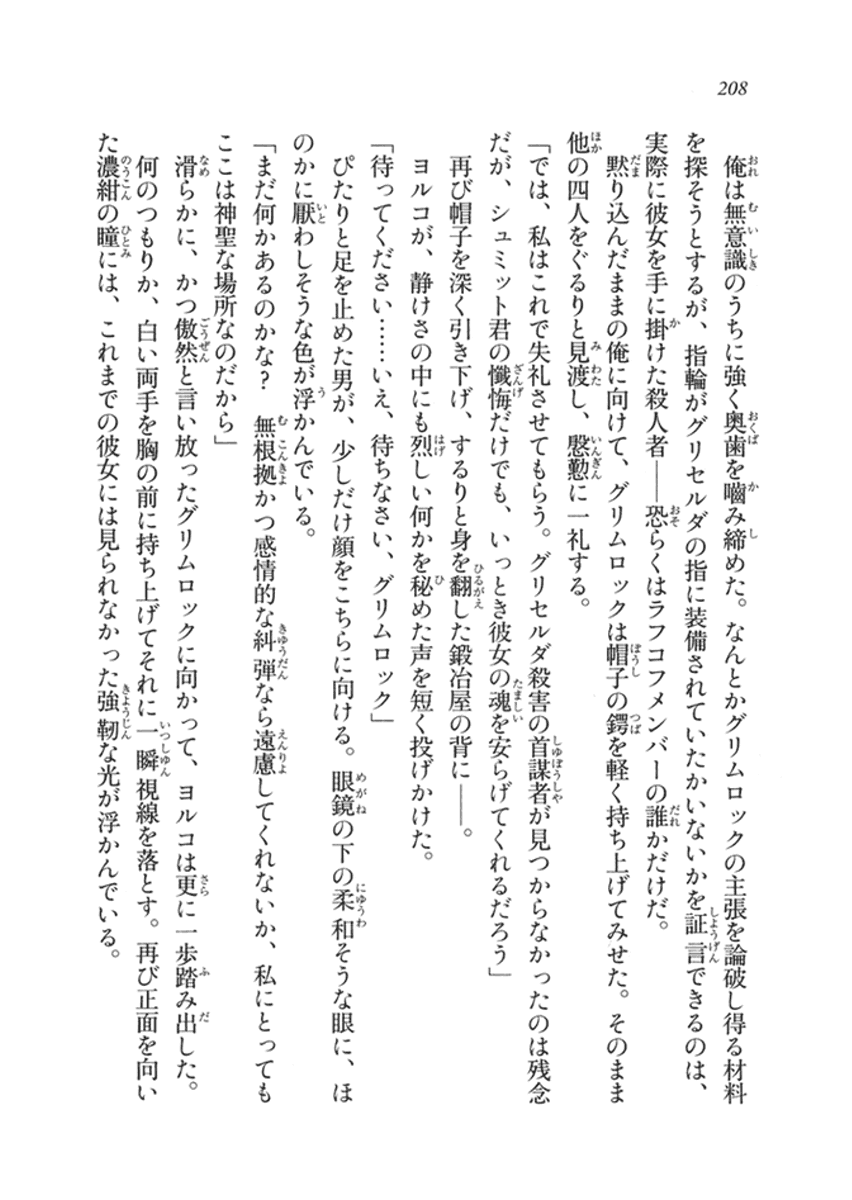 208
俺は無意識のうちに強く奥歯を嚙み締めた。なんとかグリムロックの主張を論破し得る材料
を探そうとするが、指輪がグリセルダの指に装備されていたかいないかを証言できるのは、
実際に彼女を手に掛けた殺人者――恐らくはラフコフメンバーの誰かだけだ。
黙り込んだままの俺に向けて、グリムロックは帽子の鍔を軽く持ち上げてみせた。そのまま
他の四人をぐるりと見渡し、慇懃に一礼する。
「では、私はこれで失礼させてもらう。グリセルダ殺害の首謀者が見つからなかったのは残念
だが、シュミット君の懺悔だけでも、いっとき彼女の魂を安らげてくれるだろう」
再び帽子を深く引き下げ、するりと身を翻した鍛冶屋の背に――。
ヨルコが、静けさの中にも烈しい何かを秘めた声を短く投げかけた。
「待ってください……いえ、待ちなさい、グリムロック」
ぴたりと足を止めた男が、少しだけ顔をこちらに向ける。眼鏡の下の柔和そうな眼に、ほ
のかに厭わしそうな色が浮かんでいる。
「まだ何かあるのかな？　無根拠かつ感情的な糾弾なら遠慮してくれないか、私にとっても
ここは神聖な場所なのだから」
滑らかに、かつ傲然と言い放ったグリムロックに向かって、ヨルコは更に一歩踏み出した。
何のつもりか、白い両手を胸の前に持ち上げてそれに一瞬視線を落とす。再び正面を向い
た濃紺の瞳には、これまでの彼女には見られなかった強靭な光が浮かんでいる。